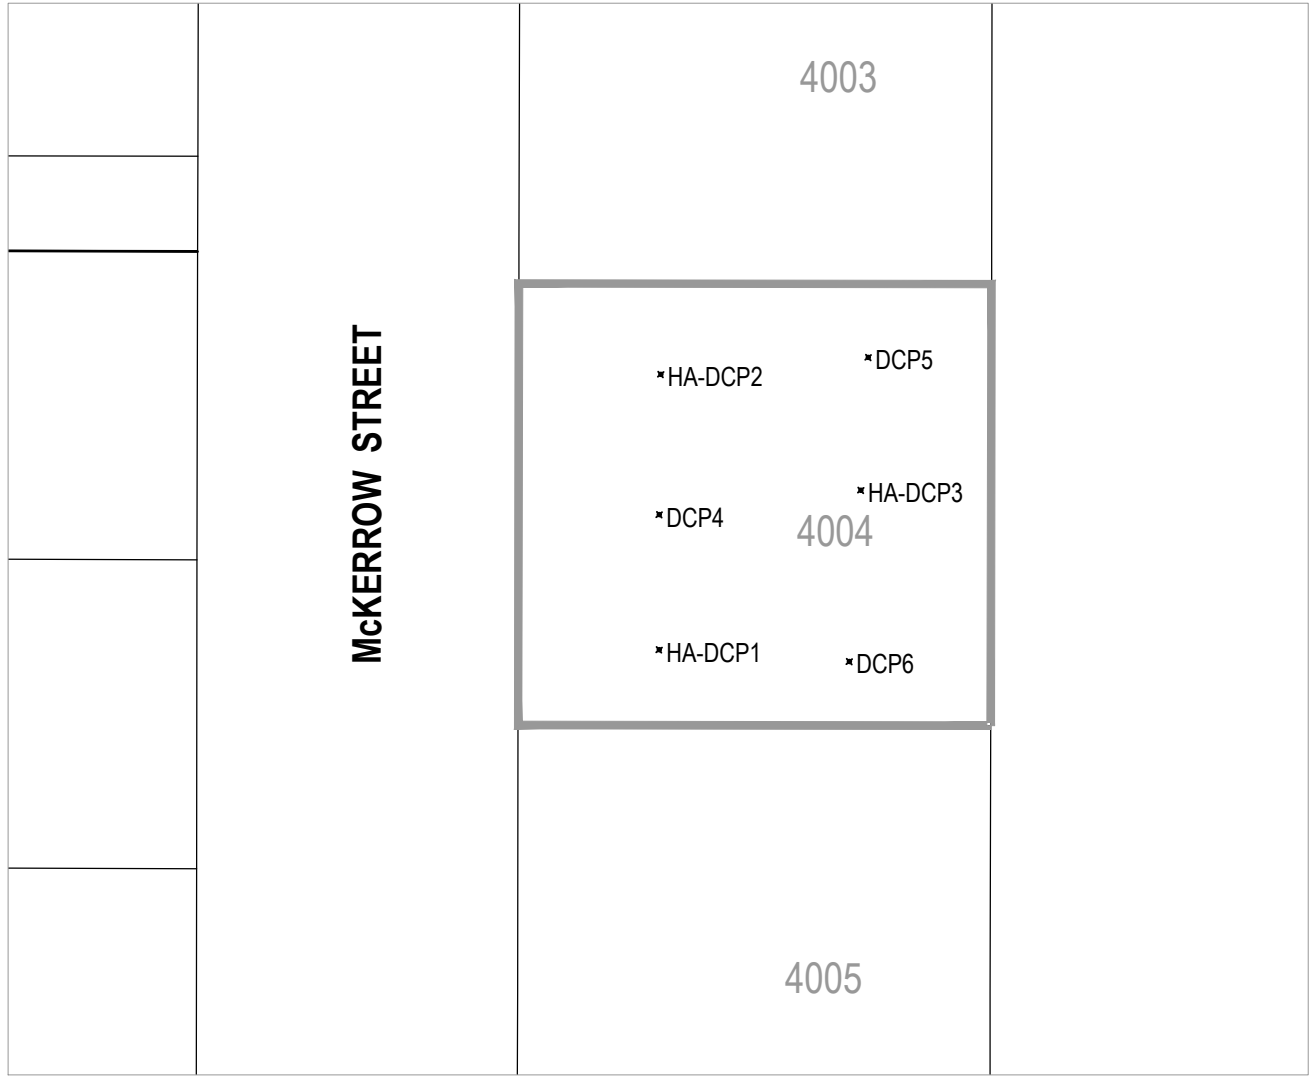 4003
McKERROW STREET
DCP5
HA-DCP2
HA-DCP3
DCP4
4004
HA-DCP1
DCP6
4005